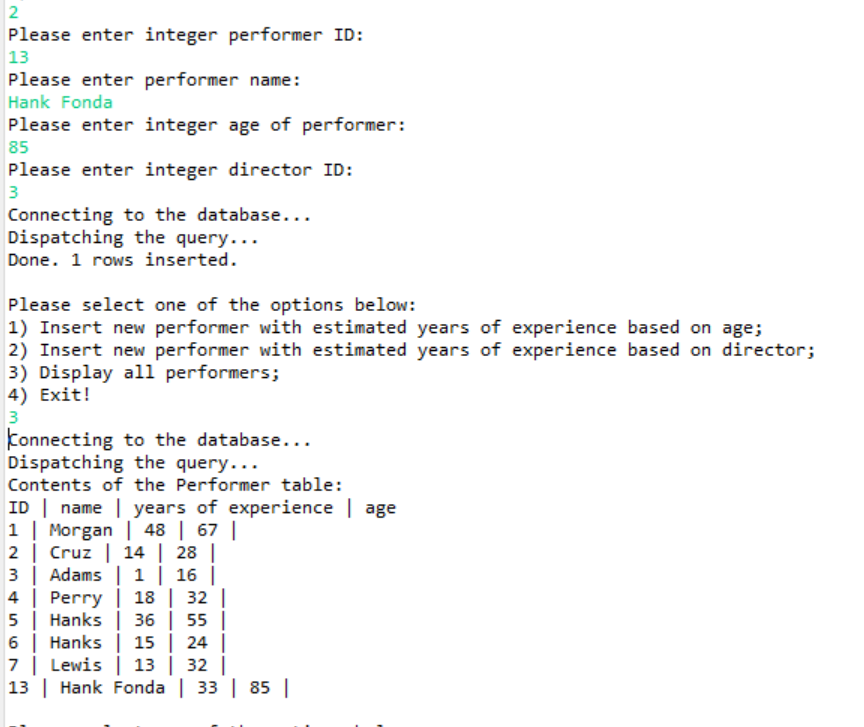 2
Please enter integer performer ID:
13
Please enter performer name:
Hank Fonda
Please enter integer age of performer:
85
Please enter integer director ID:
3
Connecting to the database...
Dispatching the query...
Done. 1 rows inserted.
Please select one of the options below:
1) Insert new performer with estimated years of experience based on age;
2) Insert new performer with estimated years of experience based on director;
3) Display all performers;
4) Exit!
3
Connecting to the database...
Dispatching the query...
Contents of the Performer table:
ID | name | years of experience | age
1 | Morgan | 48 | 67 |
2 | Cruz | 14 | 28 |
3 | Adams | 1 | 16 |
4 | Perry | 18 | 32 |
5 | Hanks | 36 | 55 |
6 | Hanks | 15 | 24 |
7 | Lewis | 13 | 32 |
13 | Hank Fonda | 33 | 85 |